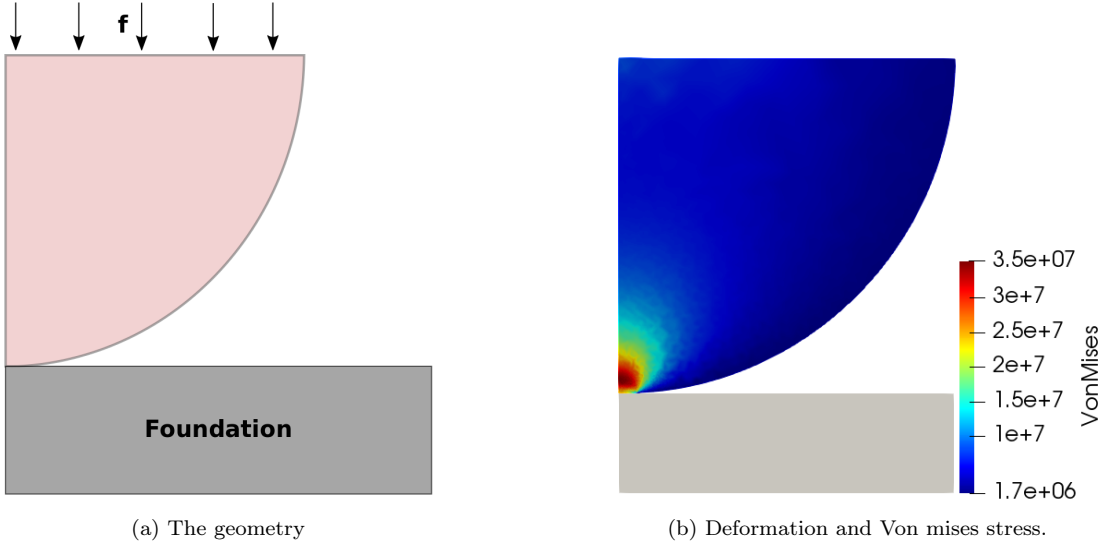 f
Foundation
3.5e+07
3e+7
2.5e+7
2e+7
1.5e+7
1e+7
1.7e+06
VonMises
(a) The geometry
(b) Deformation and Von mises stress.